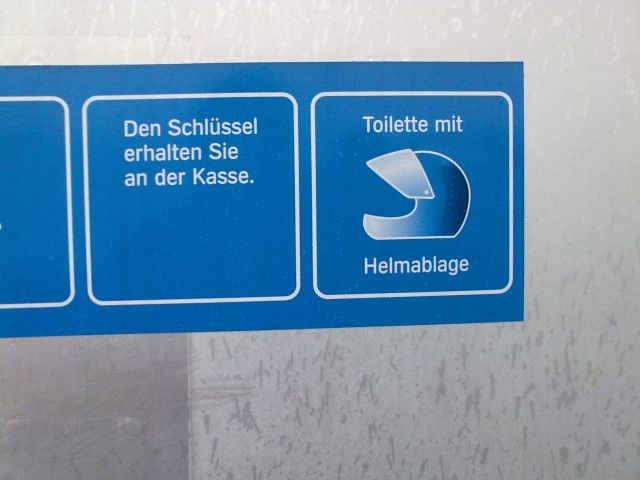 Den Schlüssel
erhalten Sie
an der Kasse.
Toilette mit
Helmablage